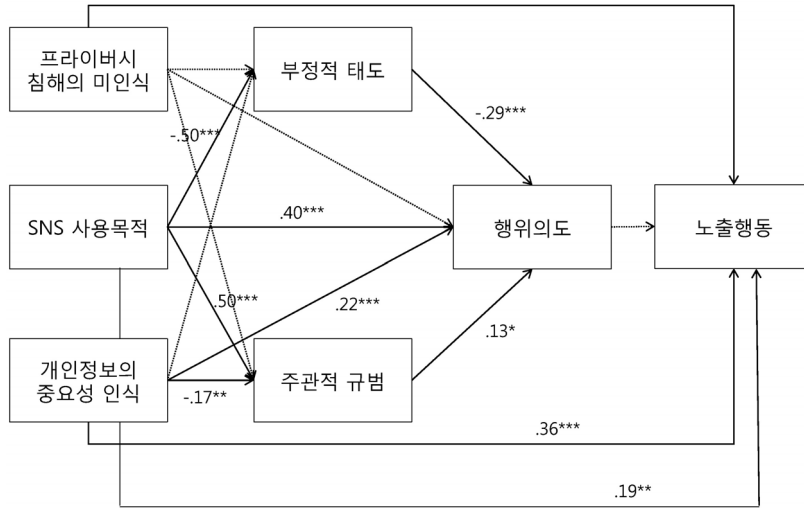 프라이버시
침해의 미인식
부정적 태도
-.29***
-.50***
SNS 사용목적
.40***
행위의도
노출행동
.50***
.22***
.13*
개인정보의
중요성 인식
주관적 규범
-.17**
.36***
.19**